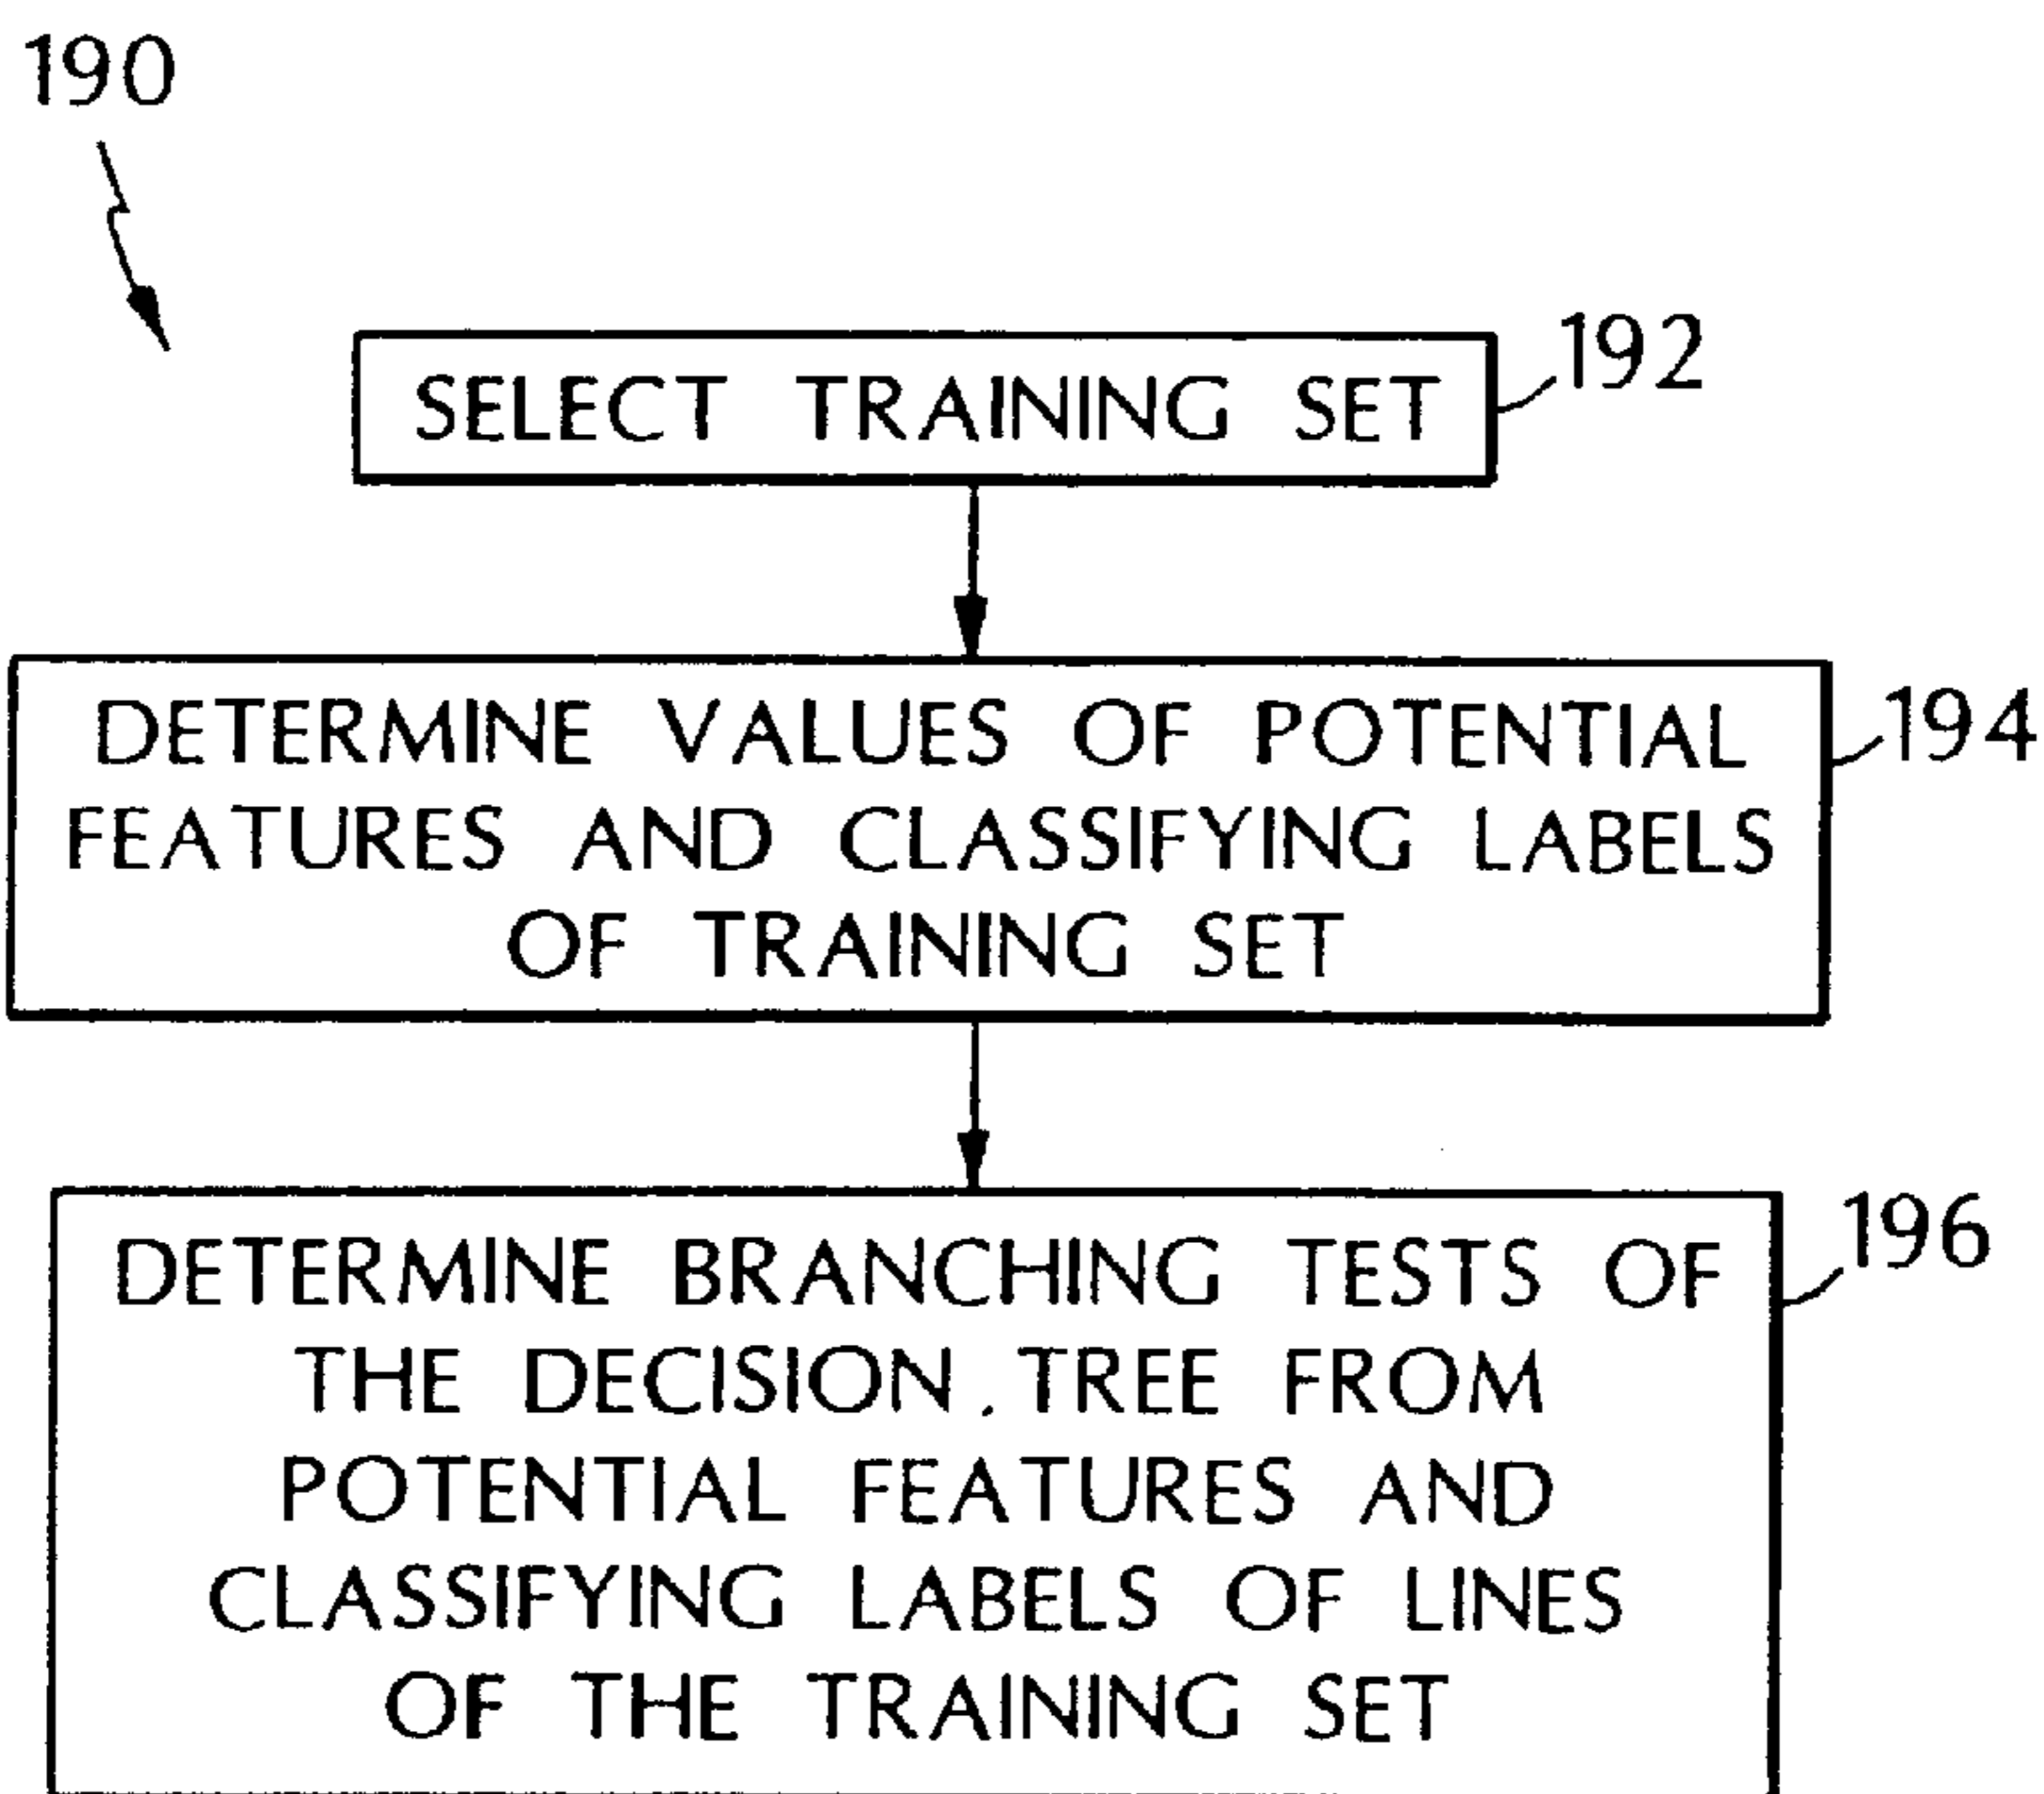 190
SELECT TRAINING SET
192
DETERMINE VALUES OF POTENTIAL
194
FEATURES AND CLASSIFYING LABELS
OF TRAINING SET
DETERMINE BRANCHING TESTS OF
196
THE DECISION TREE FROM
POTENTIAL FEATURES AND
CLASSIFYING LABELS OF LINES
OF THE TRAINING SET